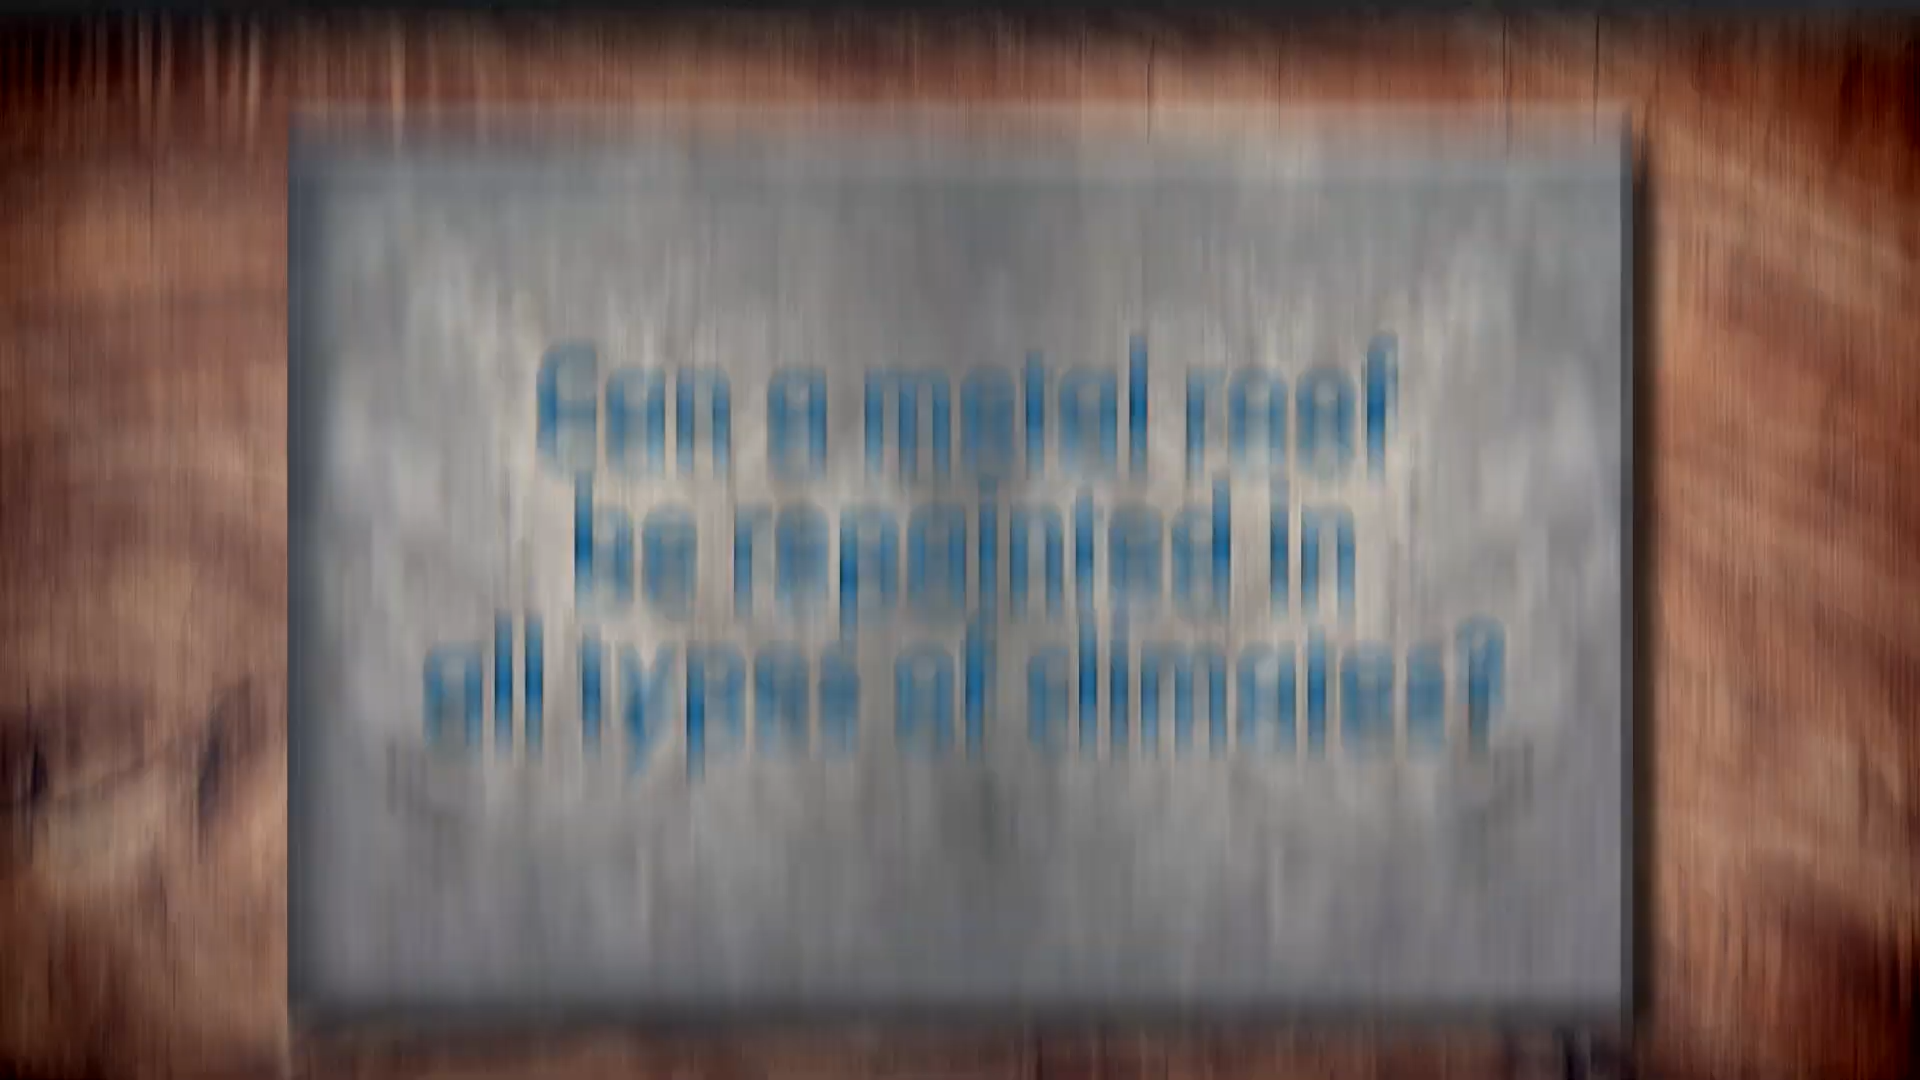 Can a metal roof
be repainted in
all types of climates?